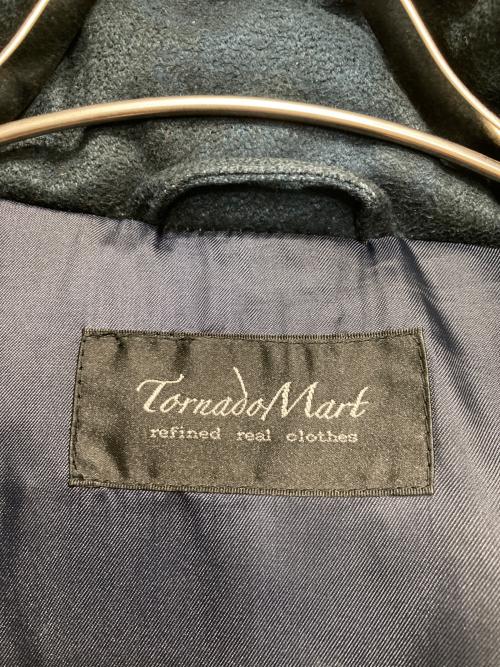 TornadoMart
refined real clothes